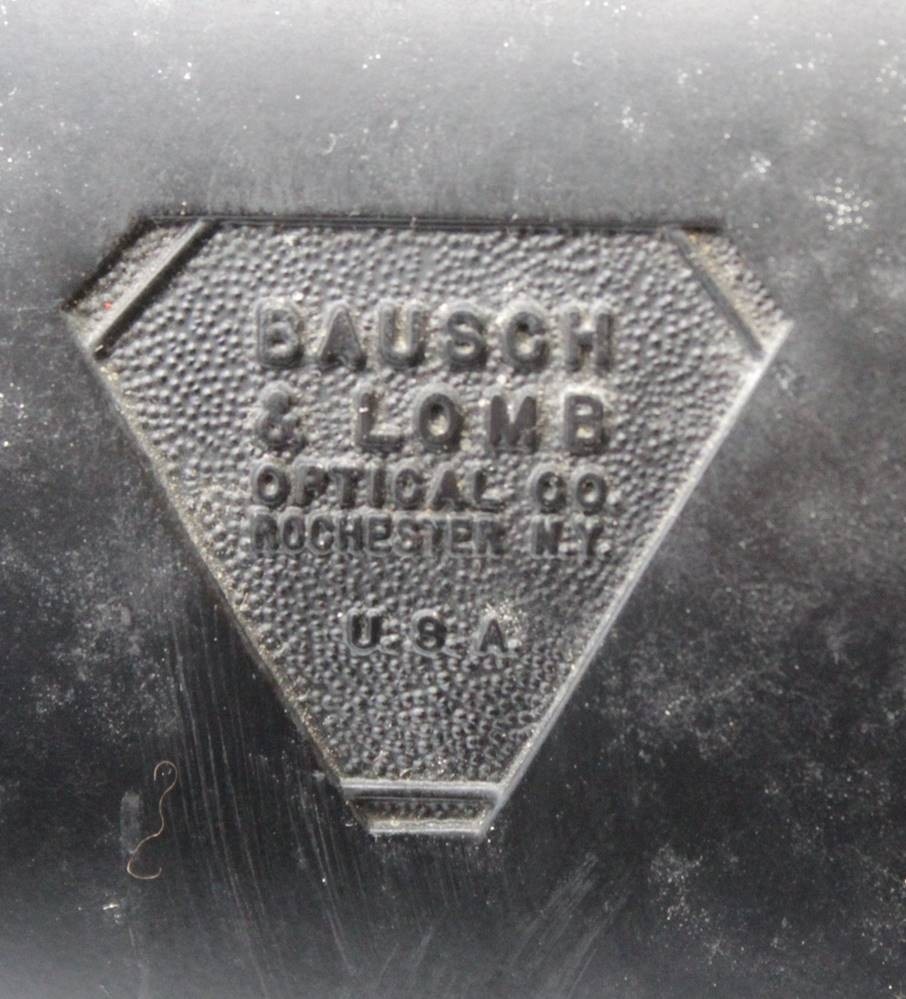 BAUSCH
& LOMB
OPTICAL CO.
ROCHESTER N.Y.
U.S.A.